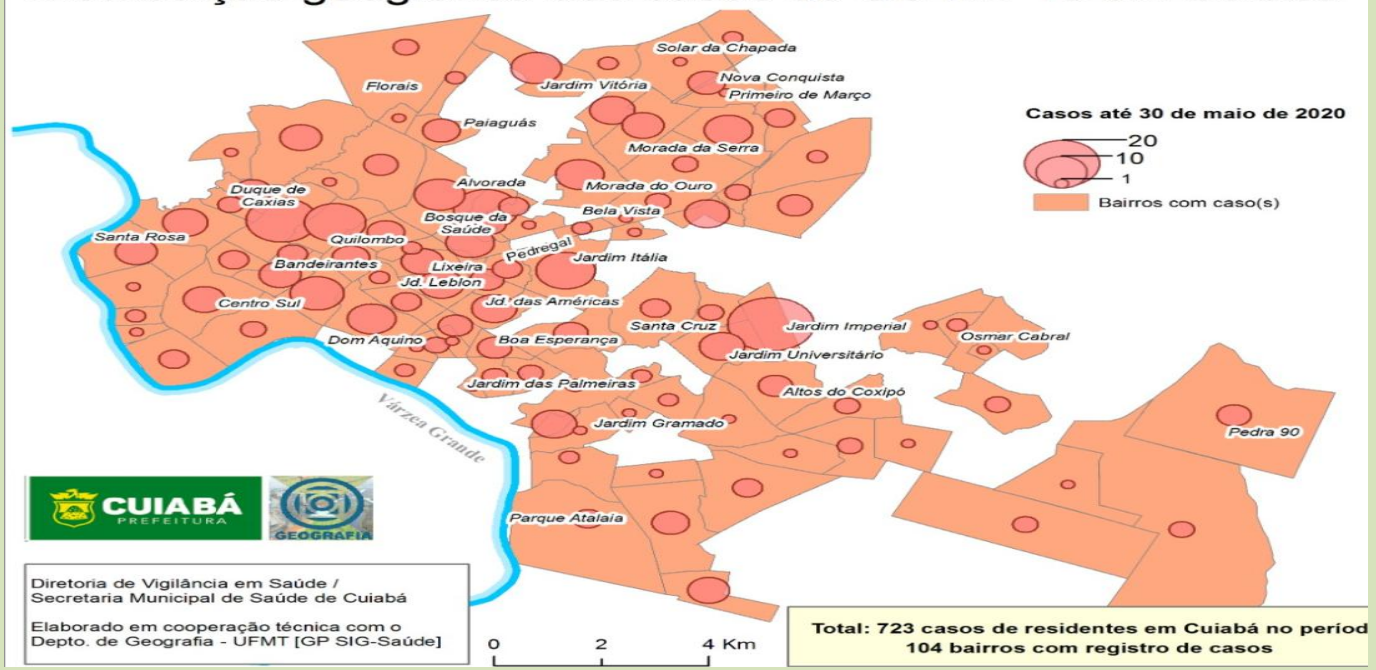 Solar da Chapada
Nova Conquista
Florais
Jardim Vitória
Primeiro de Março
Paiaguás
Casos até 30 de maio de 2020
20
10
1
Bairros com caso(s)
Morada da Serra
Duque de
Caxias
Alvorada
Morada do Ouro
Bosque da
Saúde
Bela Vista
Santa Rosa
Quilombo
Pedregal
Jardim Itália
Bandeirantes
Lixeira
Jd. Leblon
Centro Sul
Jd. das Américas
Santa Cruz
Jardim Imperial
Dom Aquino
Boa Esperança
Osmar Cabral
Jardim Universitário
Jardim das Palmeiras
Altos do Coxipó
Várzea Grande
Jardim Gramado
Pedra 90
CUIABÁ
PREFEITURA
GEOGRAFIA
Parque Atalaia
Diretoria de Vigilância em Saúde /
Secretaria Municipal de Saúde de Cuiabá
Elaborado em cooperação técnica com o
Depto. de Geografia - UFMT [GP SIG-Saúde]
0 2 4 Km
Total: 723 casos de residentes em Cuiabá no períod
104 bairros com registro de casos